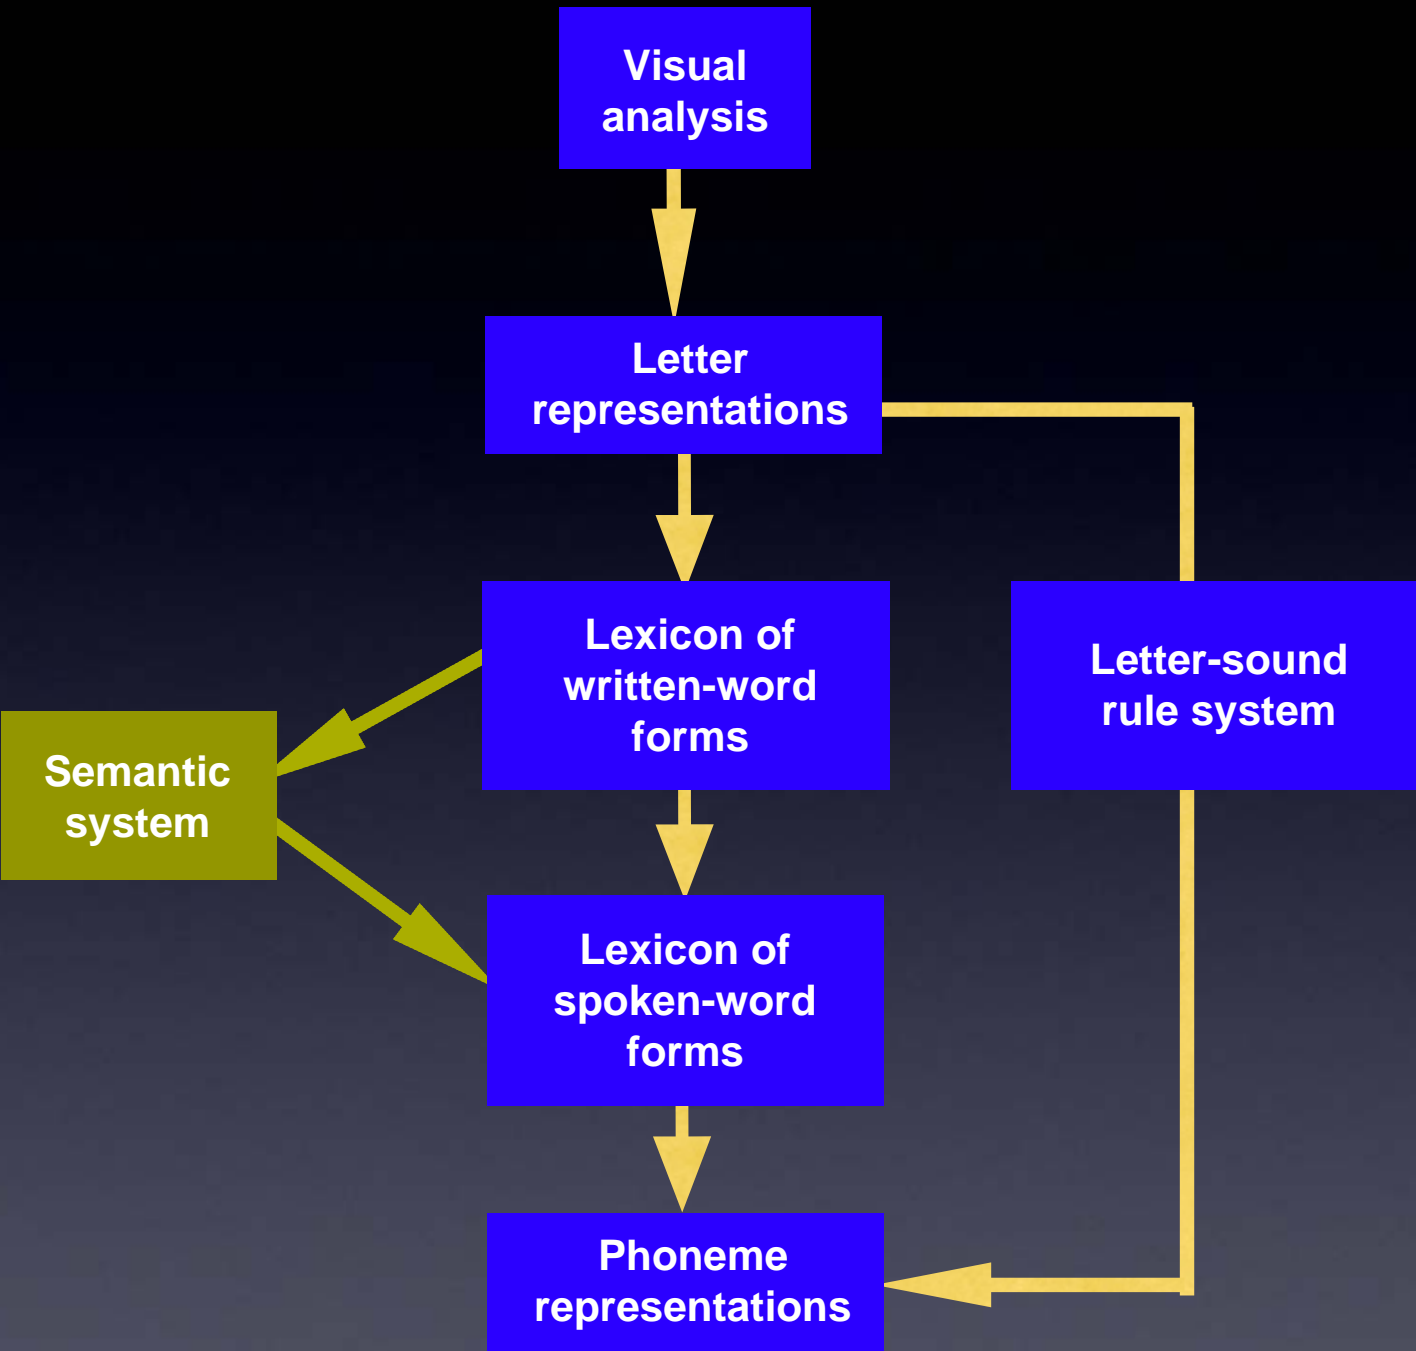 Visual
analysis
Letter
representations
Lexicon of
written-word
forms
Letter-sound
rule system
Semantic
system
Lexicon of
spoken-word
forms
Phoneme
representations